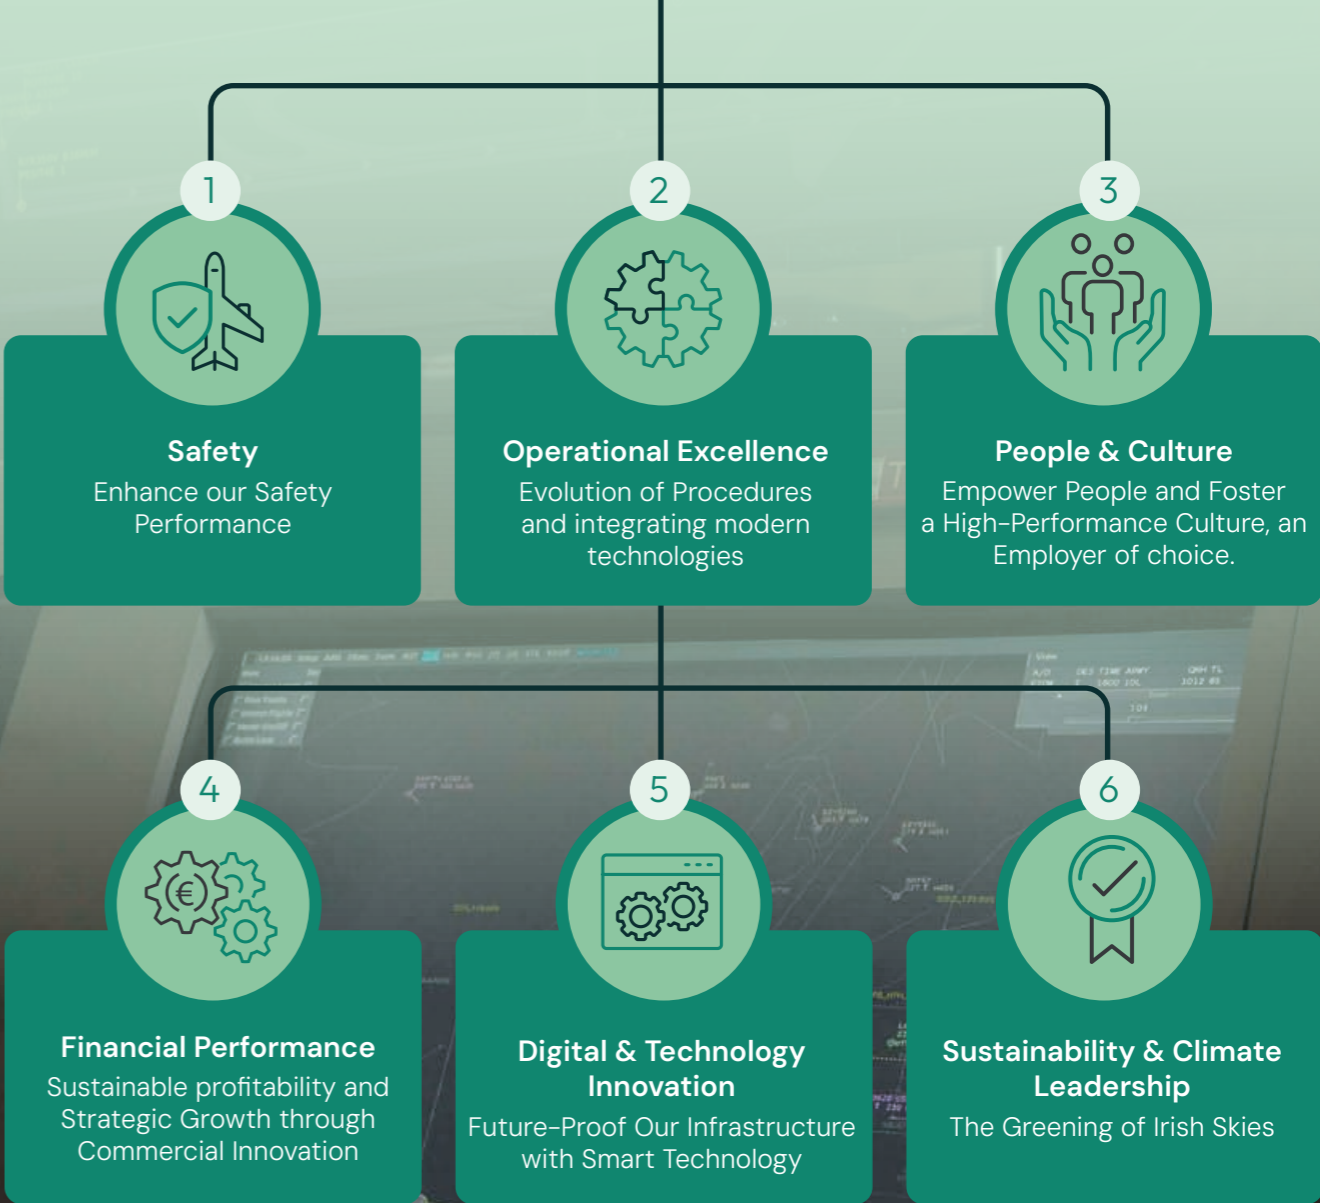 1
2
3
Safety
Enhance our Safety
Performance
Operational Excellence
Evolution of Procedures
and integrating modern
technologies
People & Culture
Empower People and Foster
a High-Performance Culture, an
Employer of choice.
4
5
6
€
Financial Performance
Sustainable profitability and
Strategic Growth through
Commercial Innovation
Digital & Technology
Innovation
Future-Proof Our Infrastructure
with Smart Technology
Sustainability & Climate
Leadership
The Greening of Irish Skies